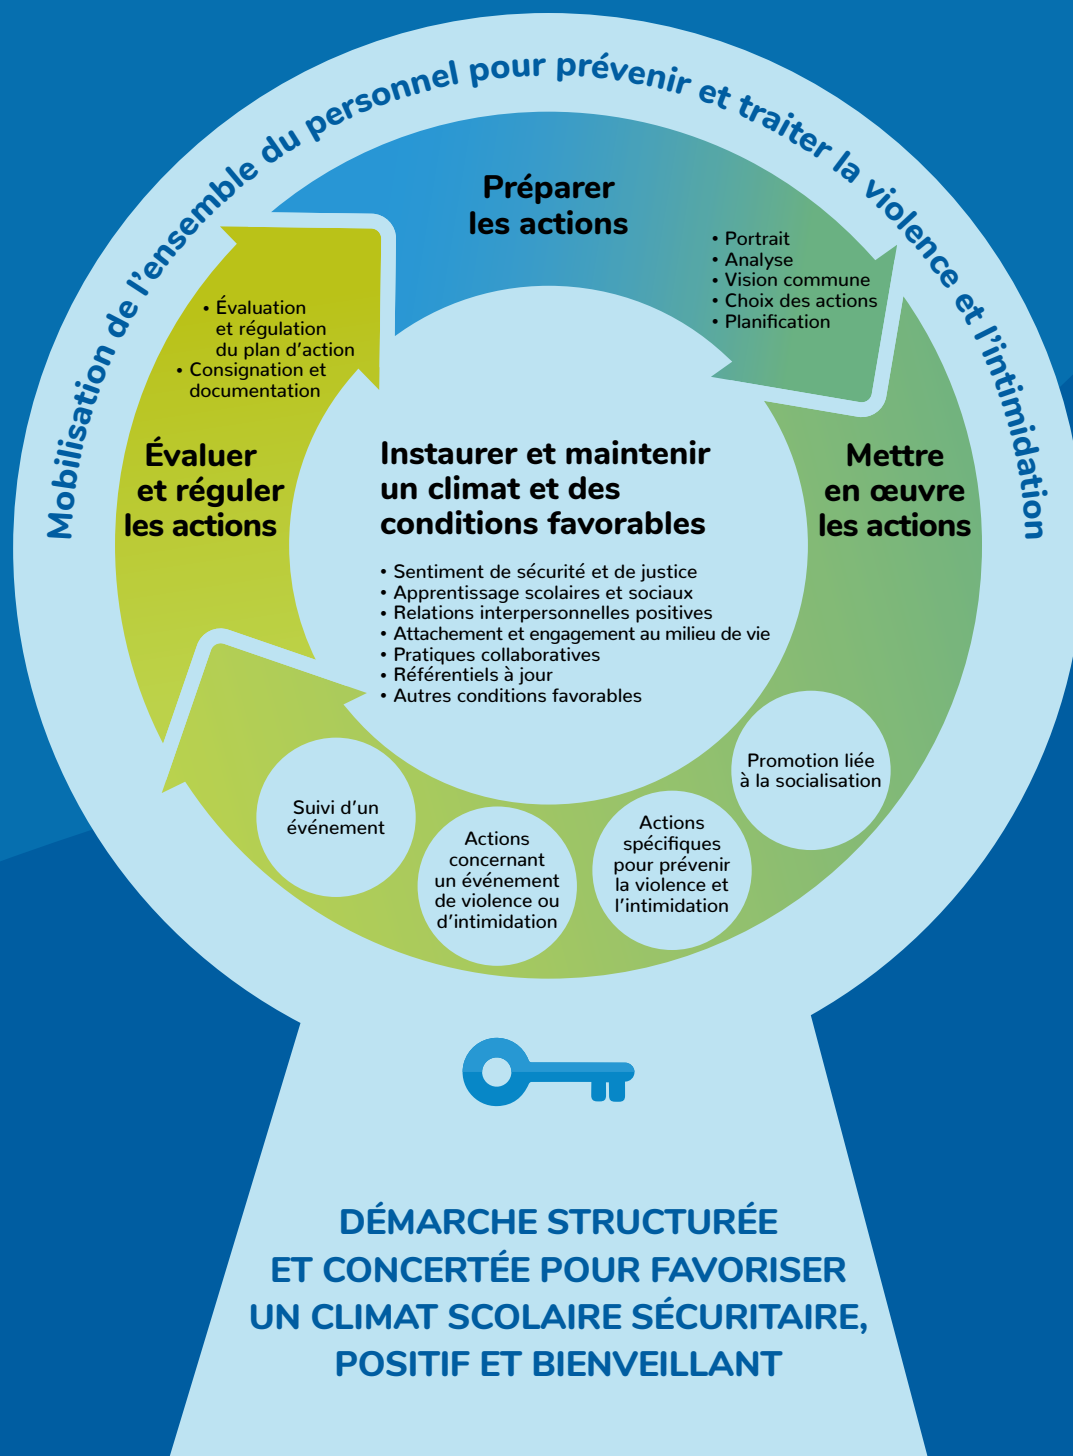 Mobilisation de l'ensemble du personnel pour prévenir et traiter la violence et l'intimidation
Préparer
les actions
• Portrait
• Analyse
• Vision commune
• Choix des actions
• Planification
Mettre
en œuvre
les actions
Promotion liée
à la socialisation
Actions
spécifiques
pour prévenir
la violence et
l'intimidation
Actions
concernant
un événement
de violence ou
d'intimidation
Suivi d'un
événement
Évaluer
et réguler
les actions
• Évaluation
et régulation
du plan d'action
• Consignation et
documentation
Instaurer et maintenir
un climat et des
conditions favorables
• Sentiment de sécurité et de justice
• Apprentissage scolaires et sociaux
• Relations interpersonnelles positives
• Attachement et engagement au milieu de vie
• Pratiques collaboratives
• Référentiels à jour
• Autres conditions favorables
DÉMARCHE STRUCTURÉE
ET CONCERTÉE POUR FAVORISER
UN CLIMAT SCOLAIRE SÉCURITAIRE,
POSITIF ET BIENVEILLANT